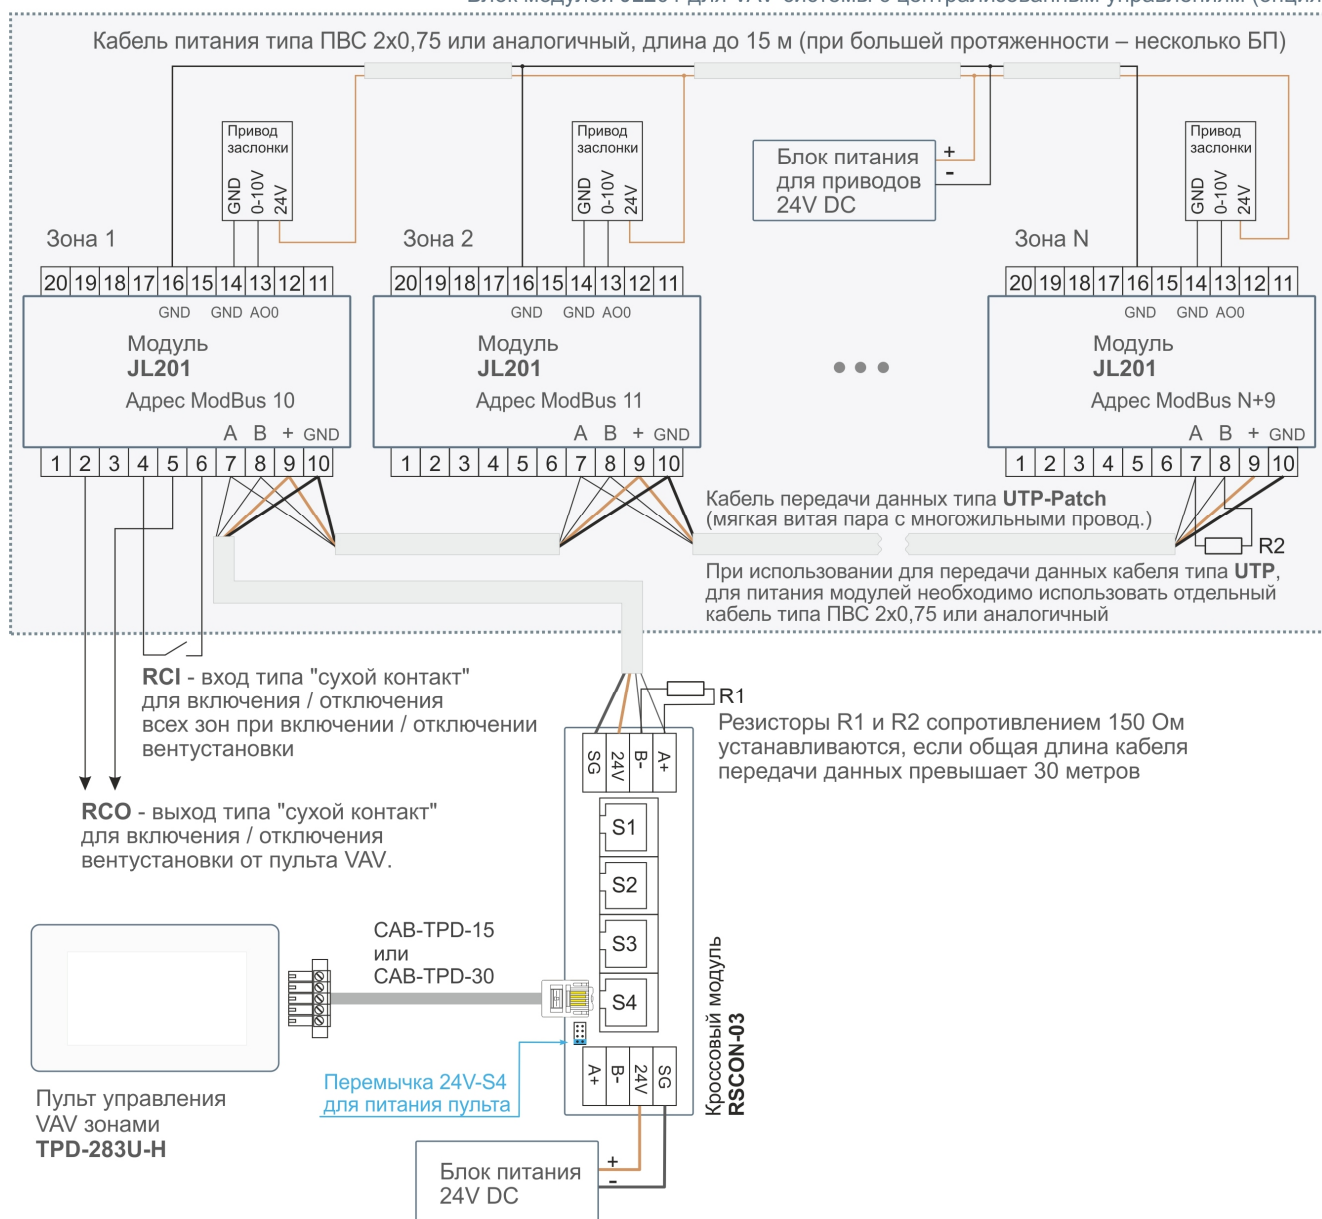 Блок модулей JL201 для VAV-системы с централизованным управлением (опция
Кабель питания типа ПВС 2х0,75 или аналогичный, длина до 15 м (при большей протяженности – несколько БП)
Привод
заслонки
GND
0-10V
24V
Привод
заслонки
GND
0-10V
24V
Блок питания
для приводов
24V DC
+
-
Привод
заслонки
GND
0-10V
24V
Зона 1
Зона 2
Зона N
20 19 18 17 16 15 14 13 12 11
20 19 18 17 16 15 14 13 12 11
20 19 18 17 16 15 14 13 12 11
GND GND AO0
GND GND AO0
GND GND AO0
Модуль
JL201
Адрес ModBus 10
Модуль
JL201
Адрес ModBus 11
Модуль
JL201
Адрес ModBus N+9
A B + GND
A B + GND
A B + GND
1 2 3 4 5 6 7 8 9 10
1 2 3 4 5 6 7 8 9 10
1 2 3 4 5 6 7 8 9 10
Кабель передачи данных типа UTP-Patch
(мягкая витая пара с многожильными провод.)
R2
При использовании для передачи данных кабеля типа UTP,
для питания модулей необходимо использовать отдельный
кабель типа ПВС 2х0,75 или аналогичный
RCI - вход типа "сухой контакт"
для включения / отключения
всех зон при включении / отключении
вентустановки
R1
Резисторы R1 и R2 сопротивлением 150 Ом
устанавливаются, если общая длина кабеля
передачи данных превышает 30 метров
SG
24V
B-
A+
RCO - выход типа "сухой контакт"
для включения / отключения
вентустановки от пульта VAV.
S1
S2
S3
S4
CAB-TPD-15
или
CAB-TPD-30
Кроссовый модуль
RSCON-03
Перемычка 24V-S4
для питания пульта
A+
B-
24V
SG
Пульт управления
VAV зонами
TPD-283U-H
Блок питания
24V DC
+
-